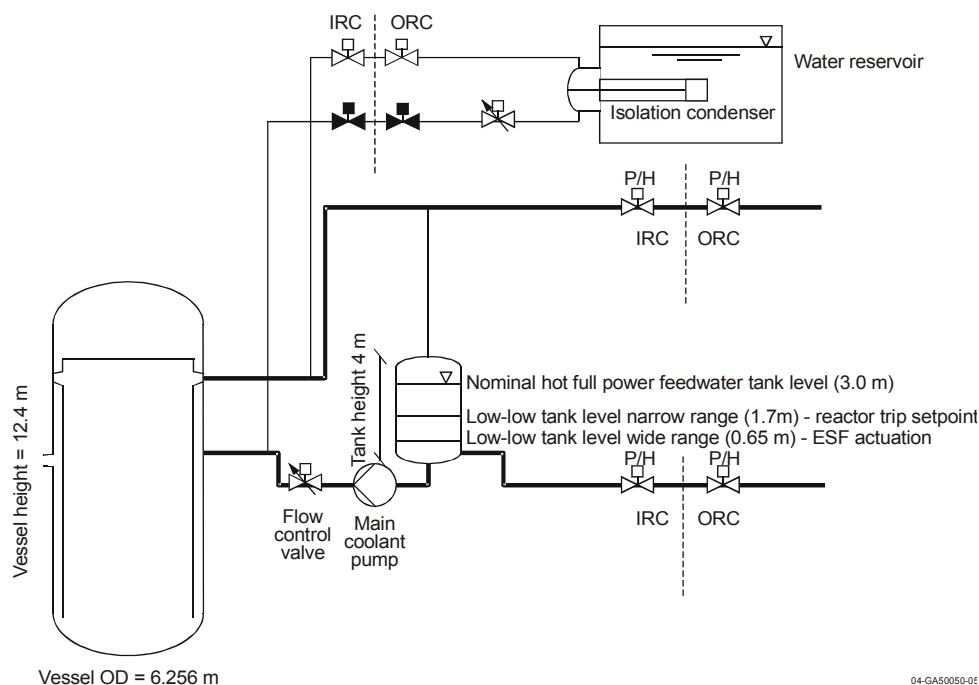 IRC
ORC
Water reservoir
Isolation condenser
P/H
P/H
IRC
ORC
Tank height 4 m
Nominal hot full power feedwater tank level (3.0 m)
Low-low tank level narrow range (1.7m) - reactor trip setpoint
Low-low tank level wide range (0.65 m) - ESF actuation
Vessel height = 12.4 m
P/H
P/H
Flow
control
valve
Main
coolant
pump
IRC
ORC
Vessel OD = 6.256 m
04-GA50050-05